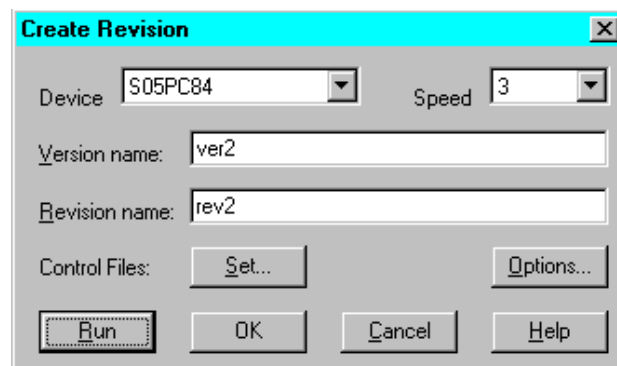 Create Revision
Device S05PC84 Speed 3
Version name: ver2
Revision name: rev2
Control Files: Set... Options...
Run OK Cancel Help